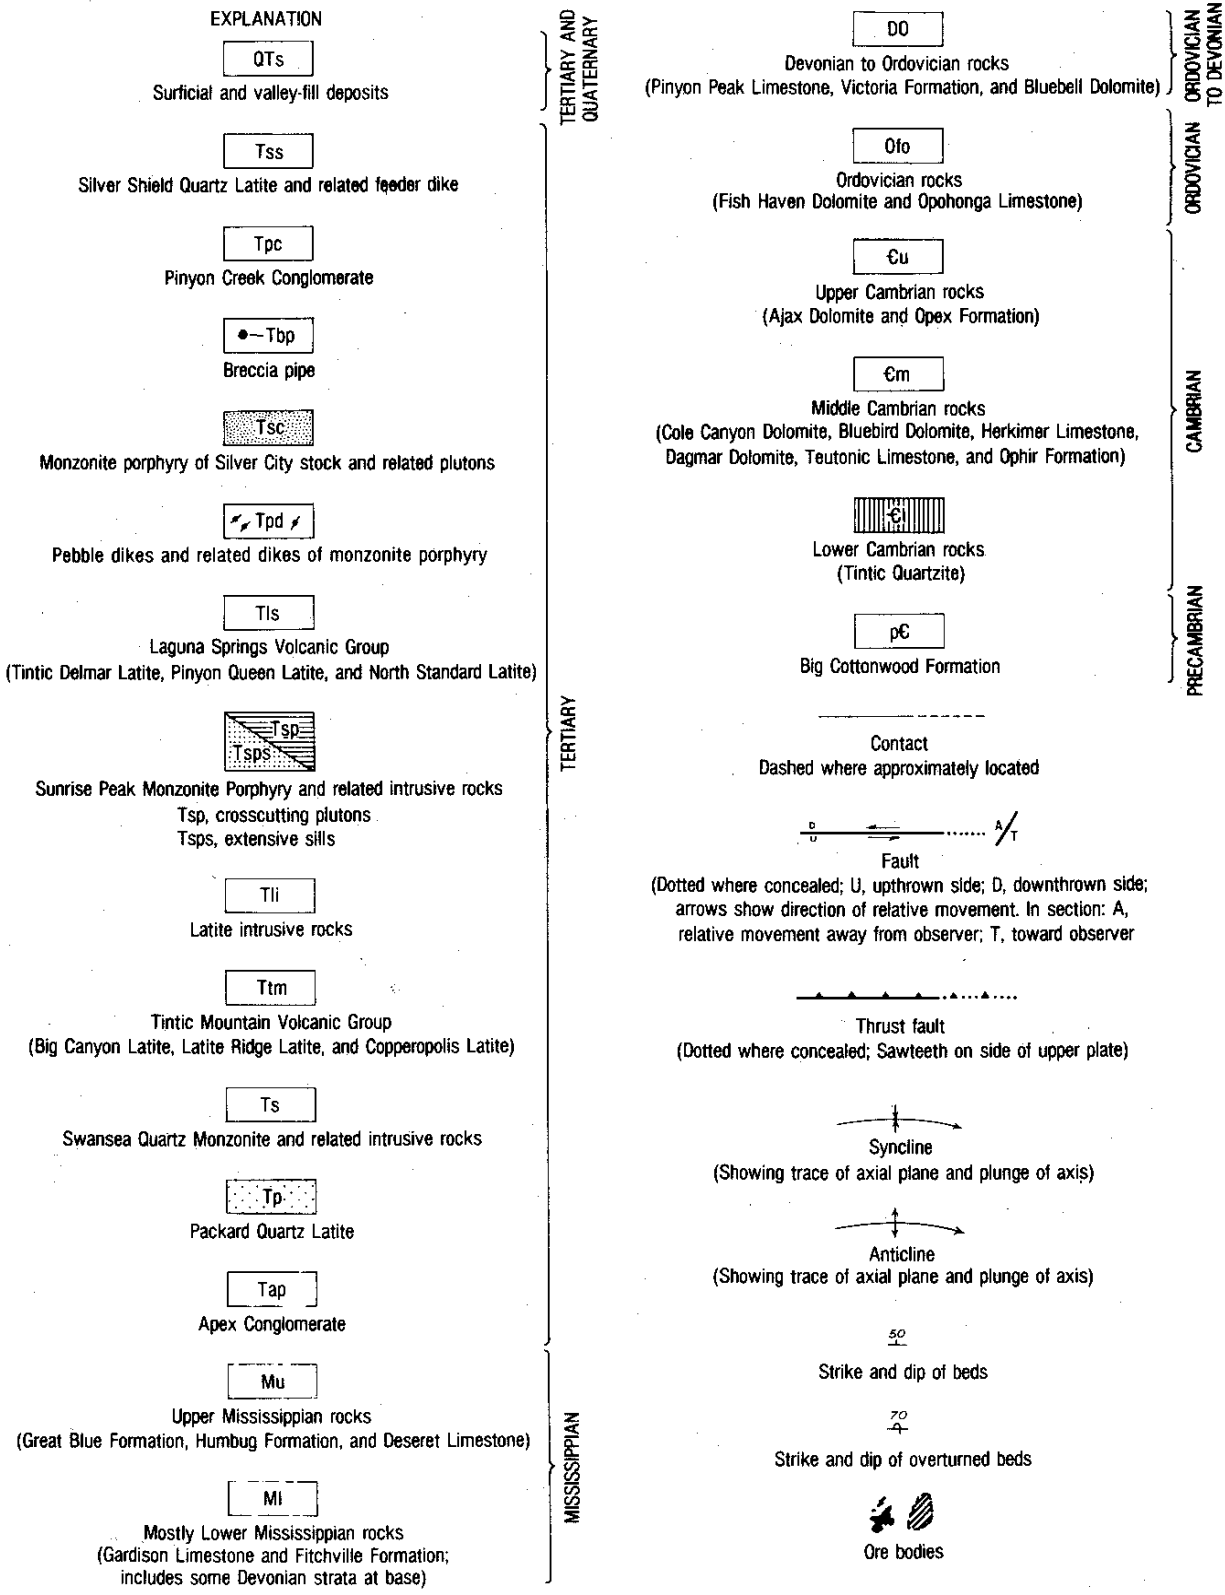 EXPLANATION
QTs
Surficial and valley-fill deposits
TERTIARY AND
QUATERNARY
Tss
Silver Shield Quartz Latite and related feeder dike
Tpc
Pinyon Creek Conglomerate
Tbp
Breccia pipe
Tsc
Monzonite porphyry of Silver City stock and related plutons
Tpd
Pebble dikes and related dikes of monzonite porphyry
Tls
Laguna Springs Volcanic Group
(Tintic Delmar Latite, Pinyon Queen Latite, and North Standard Latite)
Tsp
Tsps
Sunrise Peak Monzonite Porphyry and related intrusive rocks
Tsp, crosscutting plutons
Tsps, extensive sills
Tli
Latite intrusive rocks
Ttm
Tintic Mountain Volcanic Group
(Big Canyon Latite, Latite Ridge Latite, and Copperopolis Latite)
Ts
Swansea Quartz Monzonite and related intrusive rocks
Tp
Packard Quartz Latite
Tap
Apex Conglomerate
TERTIARY
Mu
Upper Mississippian rocks
(Great Blue Formation, Humbug Formation, and Deseret Limestone)
Ml
Mostly Lower Mississippian rocks
(Gardison Limestone and Fitchville Formation;
includes some Devonian strata at base)
MISSISSIPPIAN
DO
Devonian to Ordovician rocks
(Pinyon Peak Limestone, Victoria Formation, and Bluebell Dolomite)
ORDOVICIAN
TO DEVONIAN
Ofo
Ordovician rocks
(Fish Haven Dolomite and Opohonga Limestone)
ORDOVICIAN
Єu
Upper Cambrian rocks
(Ajax Dolomite and Opex Formation)
Єm
Middle Cambrian rocks
(Cole Canyon Dolomite, Bluebird Dolomite, Herkimer Limestone,
Dagmar Dolomite, Teutonic Limestone, and Ophir Formation)
Єl
Lower Cambrian rocks
(Tintic Quartzite)
CAMBRIAN
pЄ
Big Cottonwood Formation
PRECAMBRIAN
Contact
Dashed where approximately located
D
U
A/T
Fault
(Dotted where concealed; U, upthrown side; D, downthrown side;
arrows show direction of relative movement. In section: A,
relative movement away from observer; T, toward observer
Thrust fault
(Dotted where concealed; Sawteeth on side of upper plate)
Syncline
(Showing trace of axial plane and plunge of axis)
Anticline
(Showing trace of axial plane and plunge of axis)
50
Strike and dip of beds
70
Strike and dip of overturned beds
Ore bodies